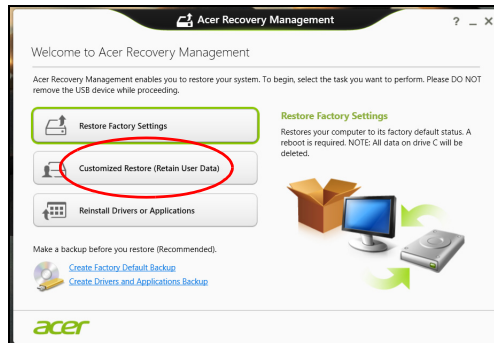 Acer Recovery Management
? _ X
Welcome to Acer Recovery Management
Acer Recovery Management enables you to restore your system. To begin, select the task you want to perform. Please DO NOT
remove the USB device while proceeding.
Restore Factory Settings
Customized Restore (Retain User Data)
Reinstall Drivers or Applications
Restore Factory Settings
Restores your computer to its factory default status. A
reboot is required. NOTE: All data on drive C will be
deleted.
Make a backup before you restore (Recommended).
Create Factory Default Backup
Create Drivers and Applications Backup
acer